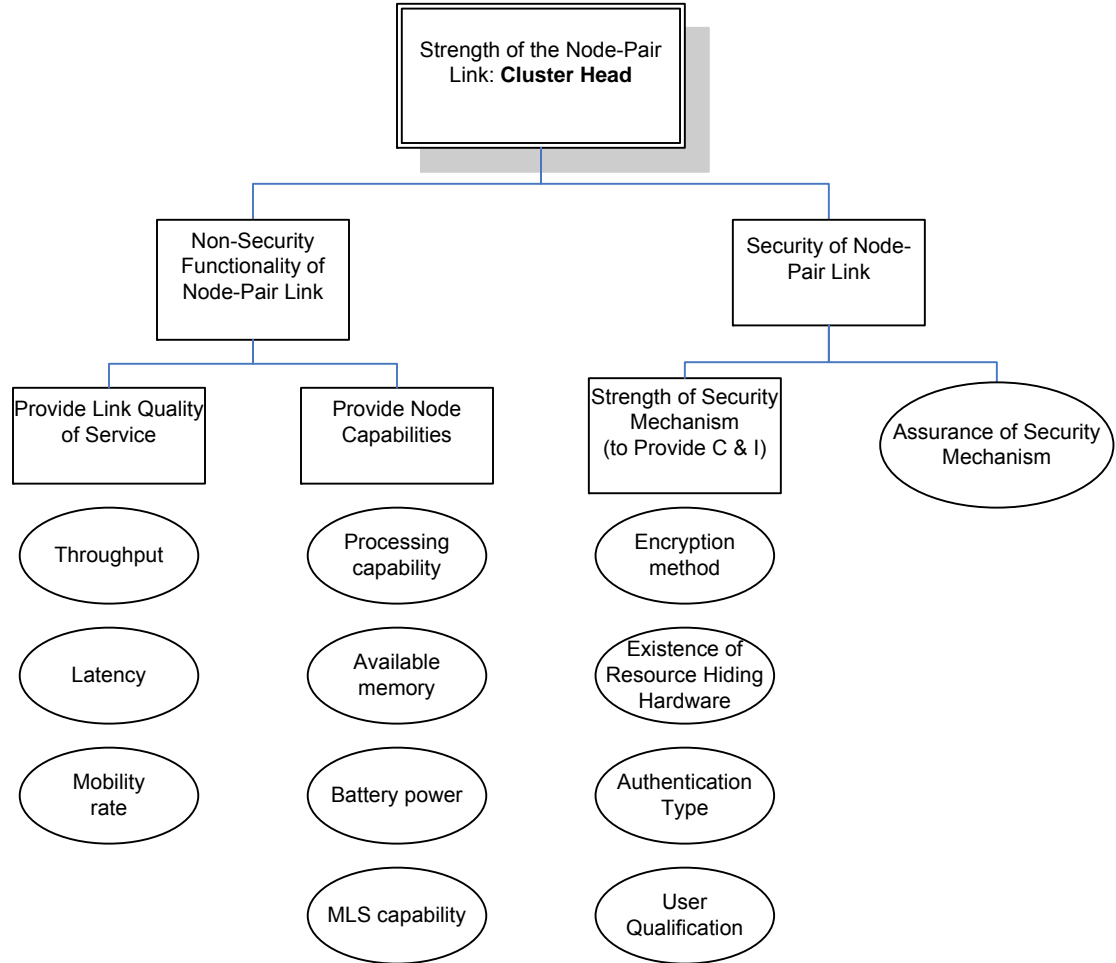 Strength of the Node-Pair
Link: Cluster Head
Non-Security
Functionality of
Node-Pair Link
Security of Node-
Pair Link
Provide Link Quality
of Service
Provide Node
Capabilities
Strength of Security
Mechanism
(to Provide C & I)
Assurance of Security
Mechanism
Throughput
Processing
capability
Encryption
method
Latency
Available
memory
Existence of
Resource Hiding
Hardware
Mobility
rate
Battery power
Authentication
Type
MLS capability
User
Qualification